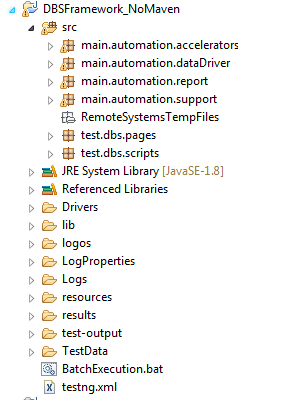 DBSFramework_NoMaven
src
main.automation.accelerators
main.automation.dataDriver
main.automation.report
main.automation.support
RemoteSystemsTempFiles
test.dbs.pages
test.dbs.scripts
JRE System Library [JavaSE-1.8]
Referenced Libraries
Drivers
lib
logos
LogProperties
Logs
resources
results
test-output
TestData
BatchExecution.bat
testng.xml